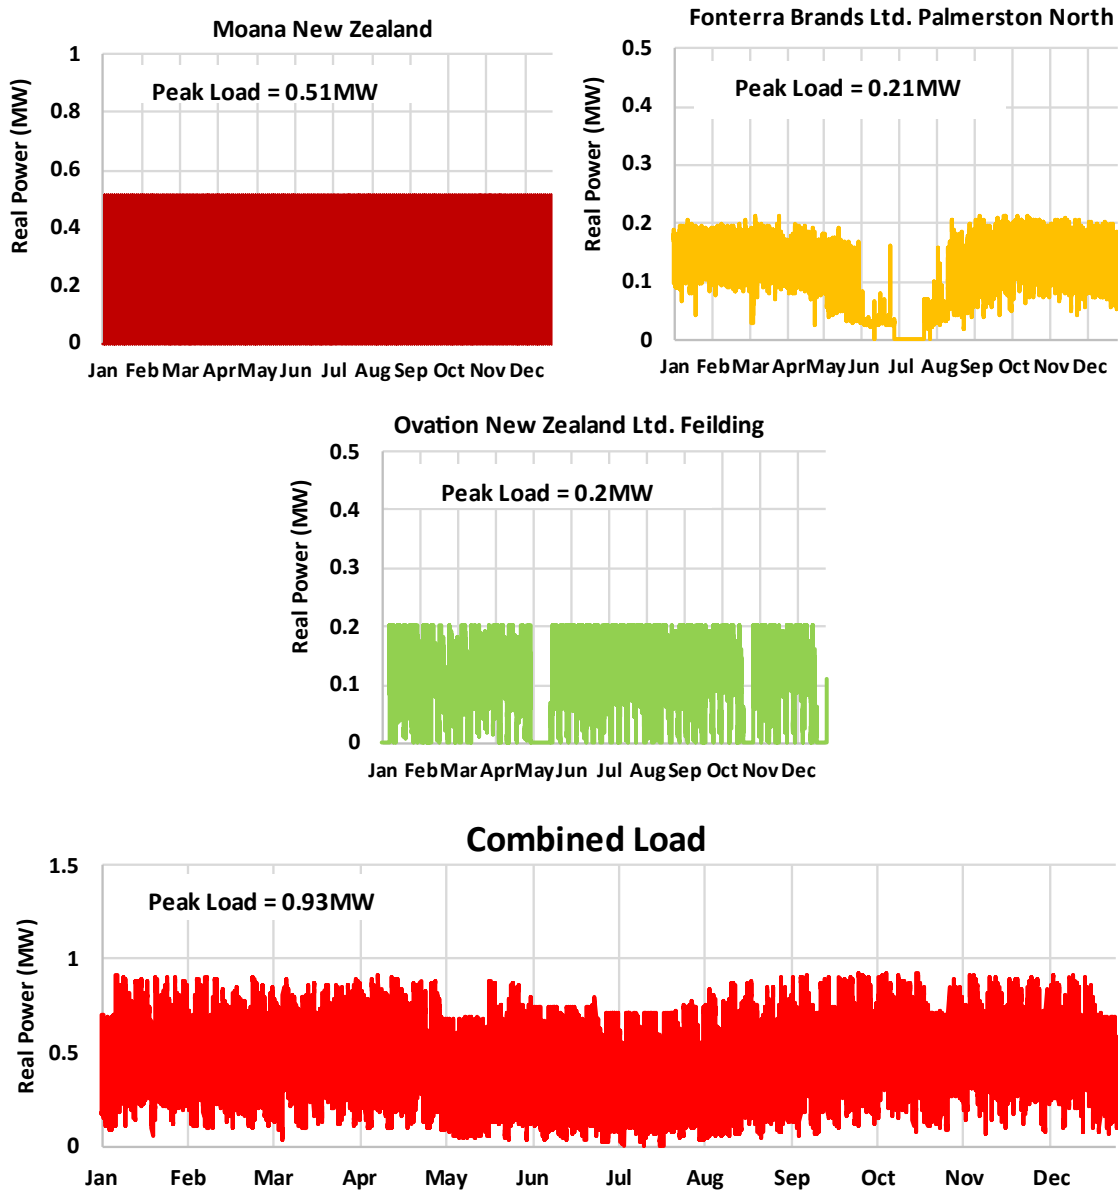 Moana New Zealand
Peak Load = 0.51MW
Real Power (MW)
1
0.8
0.6
0.4
0.2
0
Jan Feb Mar Apr May Jun Jul Aug Sep Oct Nov Dec
Fonterra Brands Ltd. Palmerston North
Peak Load = 0.21MW
Real Power (MW)
0.5
0.4
0.3
0.2
0.1
0
Jan Feb Mar Apr May Jun Jul Aug Sep Oct Nov Dec
Ovation New Zealand Ltd. Feilding
Peak Load = 0.2MW
Real Power (MW)
0.5
0.4
0.3
0.2
0.1
0
Jan Feb Mar Apr May Jun Jul Aug Sep Oct Nov Dec
Combined Load
Peak Load = 0.93MW
Real Power (MW)
1.5
1
0.5
0
Jan Feb Mar Apr May Jun Jul Aug Sep Oct Nov Dec